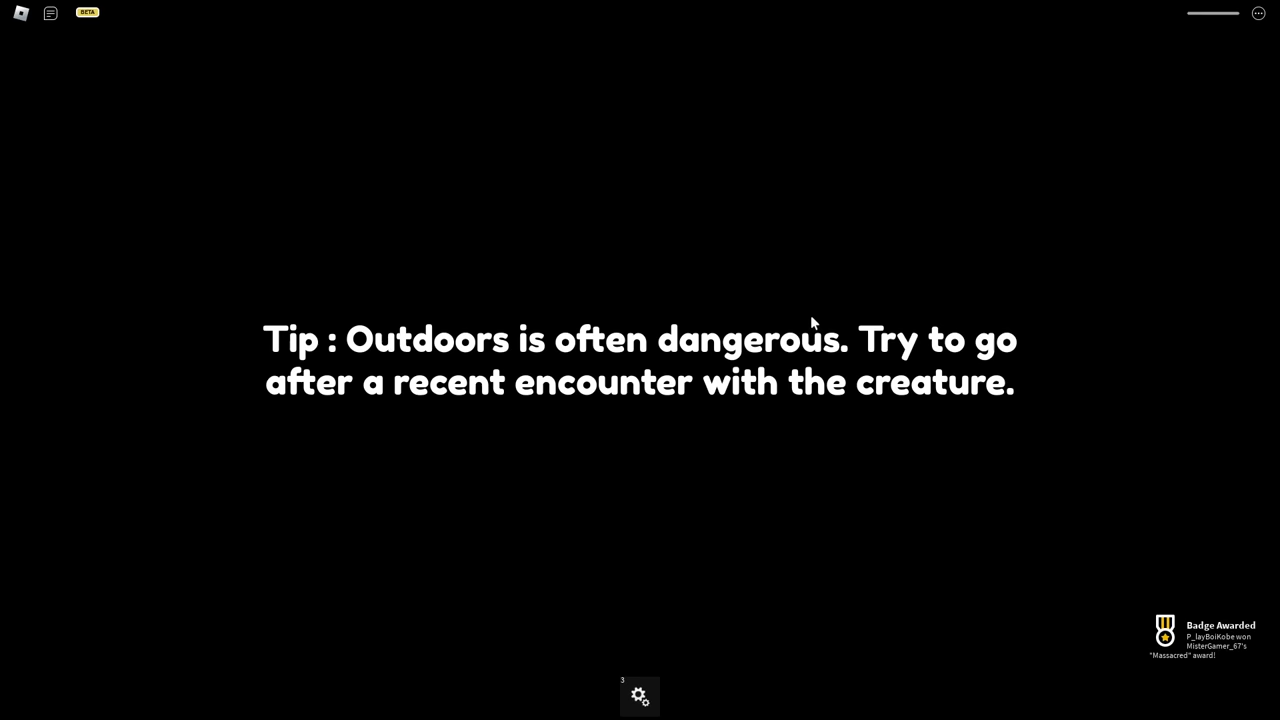 BETA
Tip : Outdoors is often dangerous. Try to go
after a recent encounter with the creature.
Badge Awarded
P_layBoiKobe won
MisterGamer_67's
"Massacred" award!
3